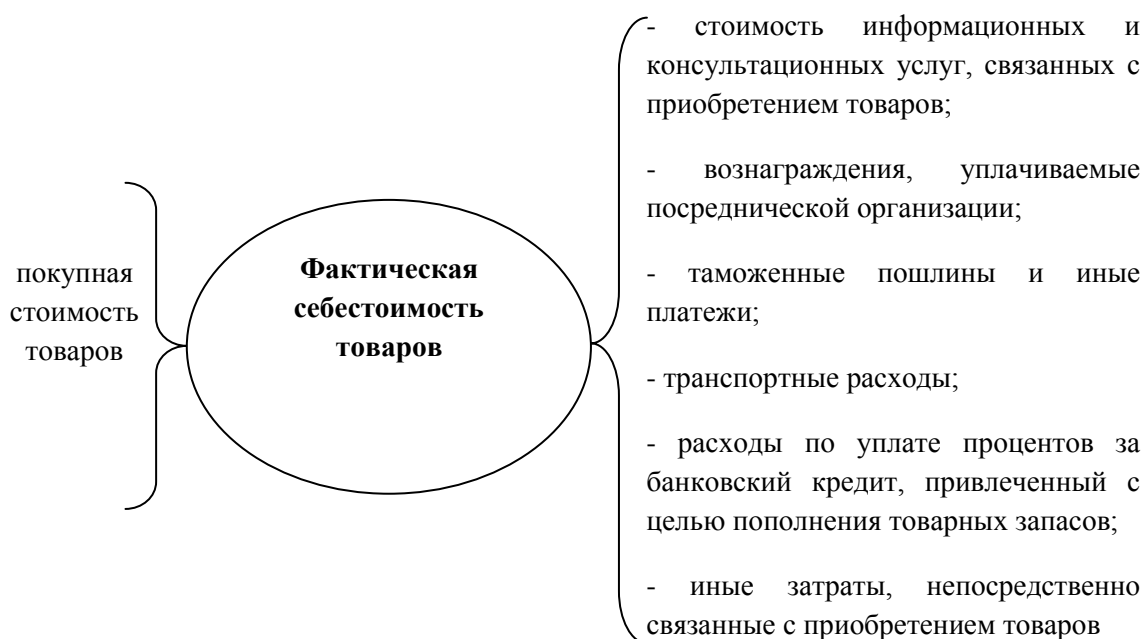 покупная
стоимость
товаров
Фактическая
себестоимость
товаров
- стоимость информационных и
консультационных услуг, связанных с
приобретением товаров;
- вознаграждения, уплачиваемые
посреднической организации;
- таможенные пошлины и иные
платежи;
- транспортные расходы;
- расходы по уплате процентов за
банковский кредит, привлеченный с
целью пополнения товарных запасов;
- иные затраты, непосредственно
связанные с приобретением товаров